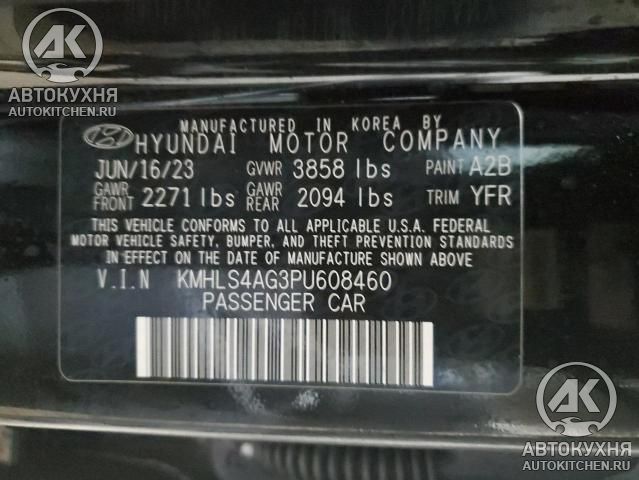 АК
АВТОКУХНЯ
AUTOKITCHEN.RU
MANUFACTURED IN KOREA BY
HYUNDAI MOTOR COMPANY
JUN/16/23 GVWR 3858 lbs PAINT A2B
GAWR FRONT 2271 lbs GAWR REAR 2094 lbs TRIM YFR
THIS VEHICLE CONFORMS TO ALL APPLICABLE U.S.A. FEDERAL
MOTOR VEHICLE SAFETY, BUMPER, AND THEFT PREVENTION STANDARDS
IN EFFECT ON THE DATE OF MANUFACTURE SHOWN ABOVE
V.I.N KMHLS4AG3PU608460
PASSENGER CAR
АК
АВТОКУХНЯ
AUTOKITCHEN.RU